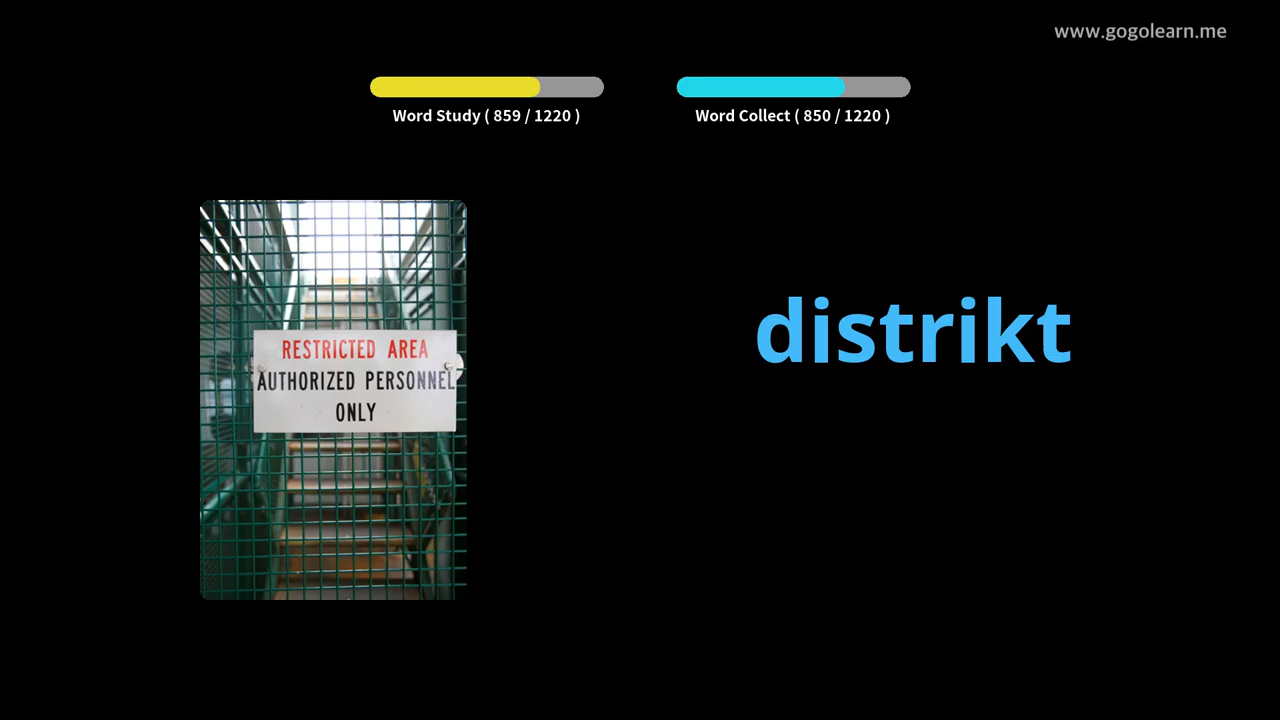 www.gogolearn.me
Word Study ( 859 / 1220 )
Word Collect ( 850 / 1220 )
RESTRICTED AREA
AUTHORIZED PERSONNEL
ONLY
distrikt